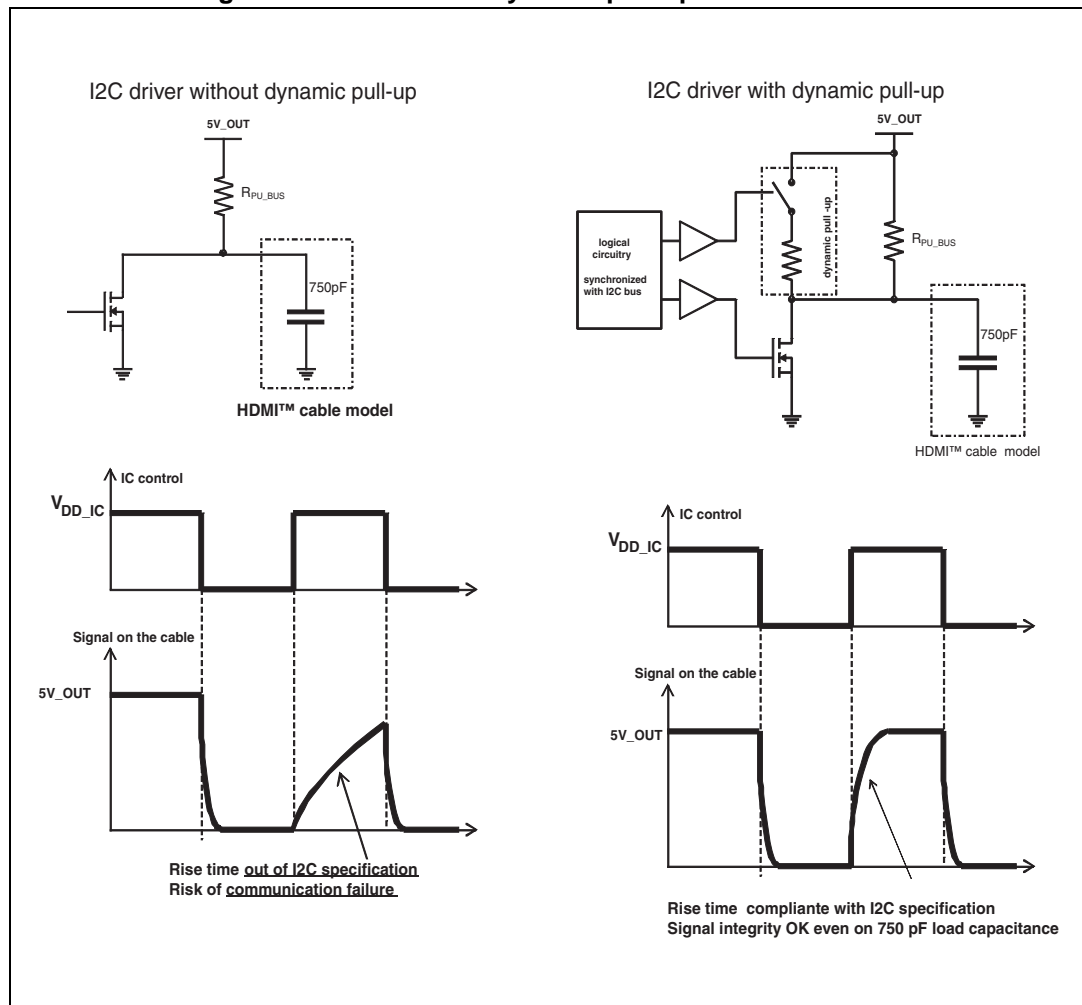 I2C driver without dynamic pull-up
5V_OUT
RPU_BUS
750pF
HDMI™ cable model
IC control
VDD_IC
Signal on the cable
5V_OUT
Rise time out of I2C specification
Risk of communication failure
I2C driver with dynamic pull-up
5V_OUT
dynamic pull -up
logical
circuitry
synchronized
with I2C bus
RPU_BUS
750pF
HDMI™ cable model
IC control
VDD_IC
Signal on the cable
5V_OUT
Rise time compliante with I2C specification
Signal integrity OK even on 750 pF load capacitance